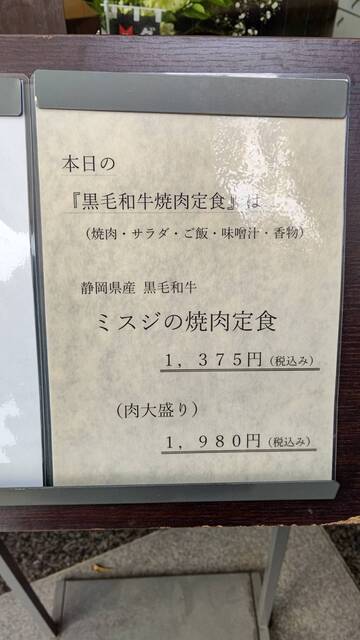 本日の
『黒毛和牛焼肉定食』は
（焼肉・サラダ・ご飯・味噌汁・香物）
静岡県産 黒毛和牛
ミスジの焼肉定食
１，３７５円（税込み）
（肉大盛り）
１，９８０円（税込み）